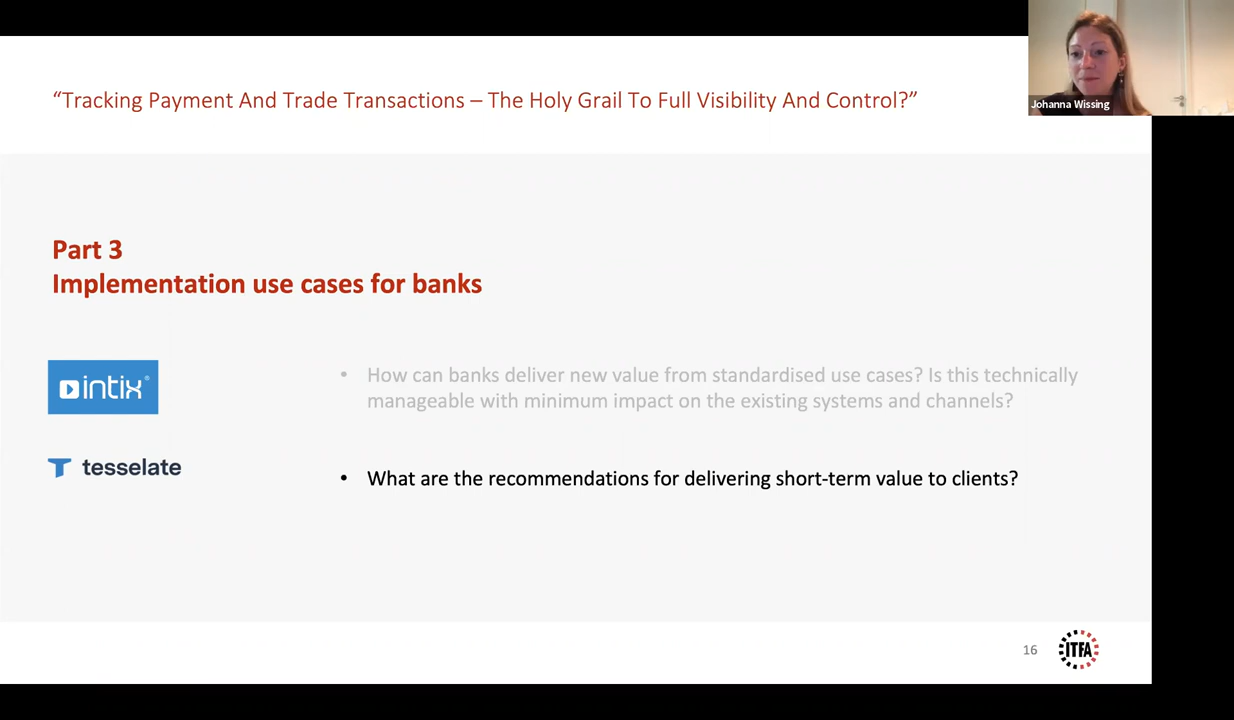 Johanna Wissing
“Tracking Payment And Trade Transactions – The Holy Grail To Full Visibility And Control?”
Part 3
Implementation use cases for banks
intix®
tesselate
• How can banks deliver new value from standardised use cases? Is this technically
manageable with minimum impact on the existing systems and channels?
• What are the recommendations for delivering short-term value to clients?
16
ITFA